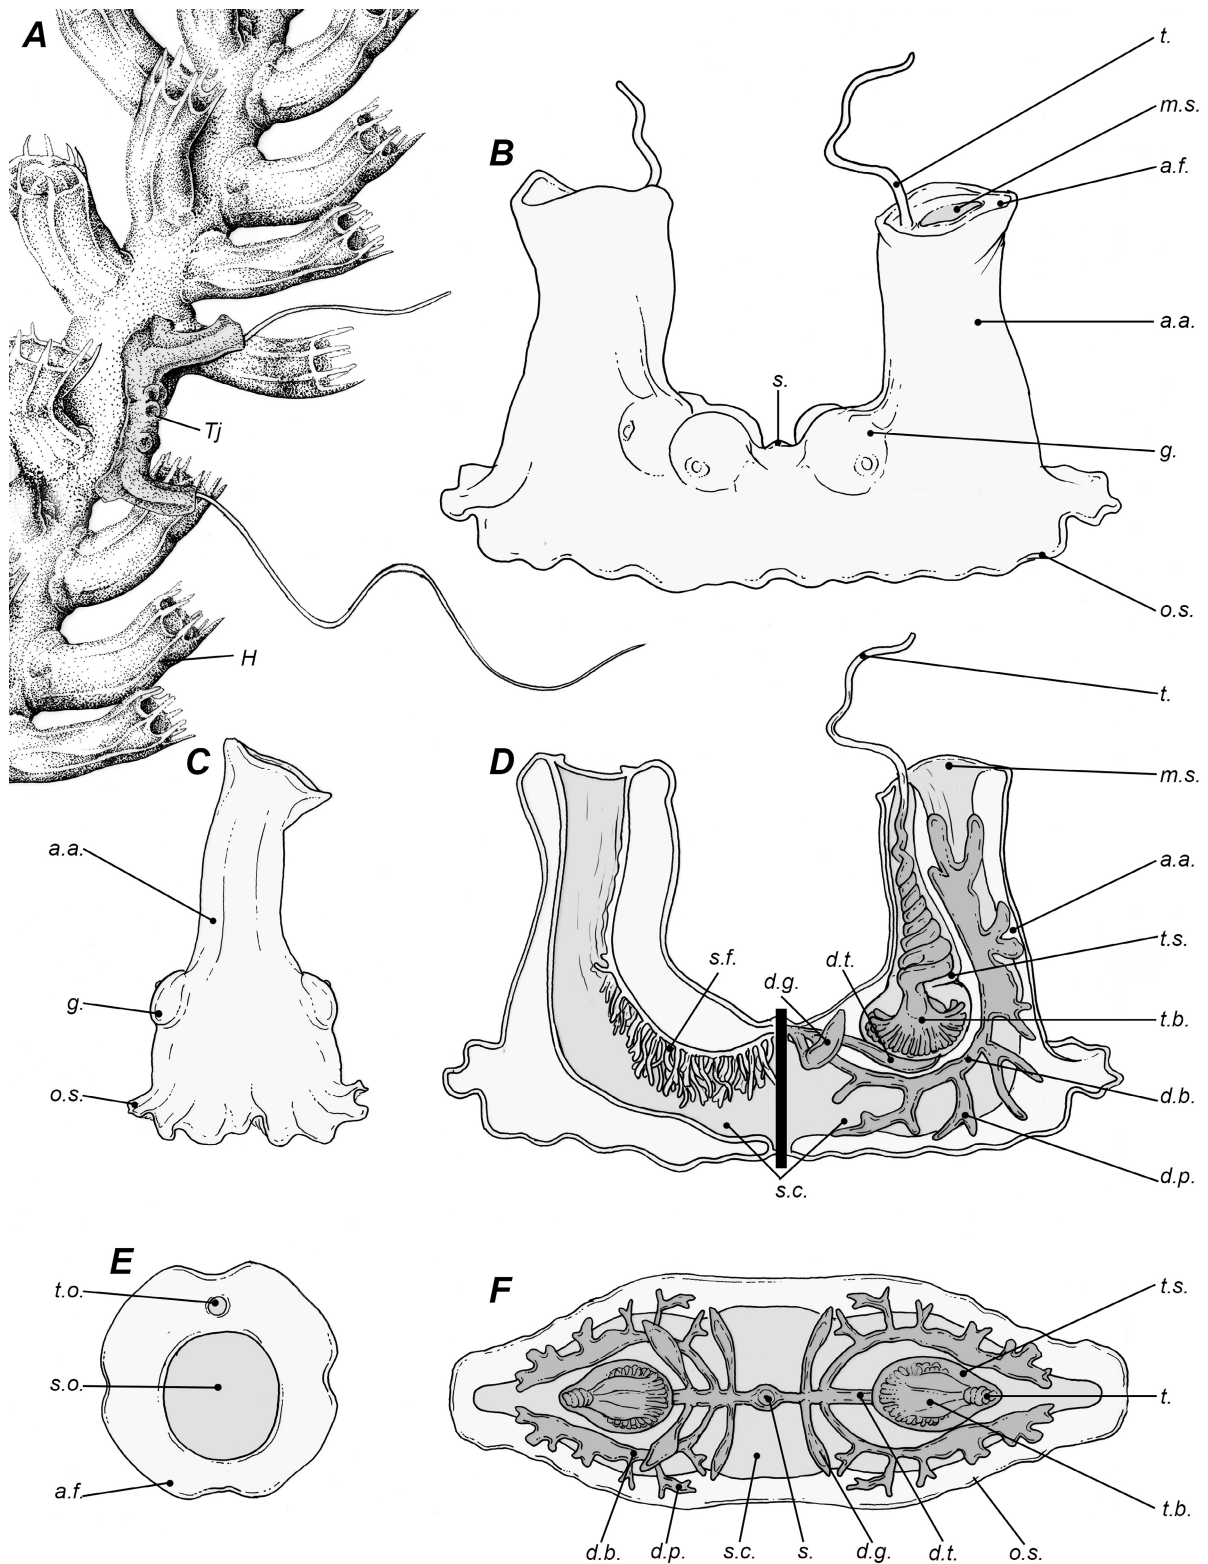 A
Tj
H
B
t.
m.s.
a.f.
a.a.
s.
g.
o.s.
C
a.a.
g.
o.s.
D
t.
m.s.
a.a.
t.s.
s.f.
d.g.
d.t.
t.b.
d.b.
d.p.
s.c.
E
t.o.
s.o.
a.f.
F
t.s.
t.
t.b.
d.b. d.p. s.c. s. d.g. d.t. o.s.